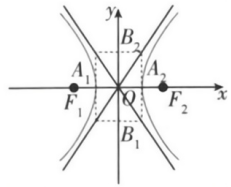 y
B₂
A₁ A₂
F₁ O F₂ x
B₁